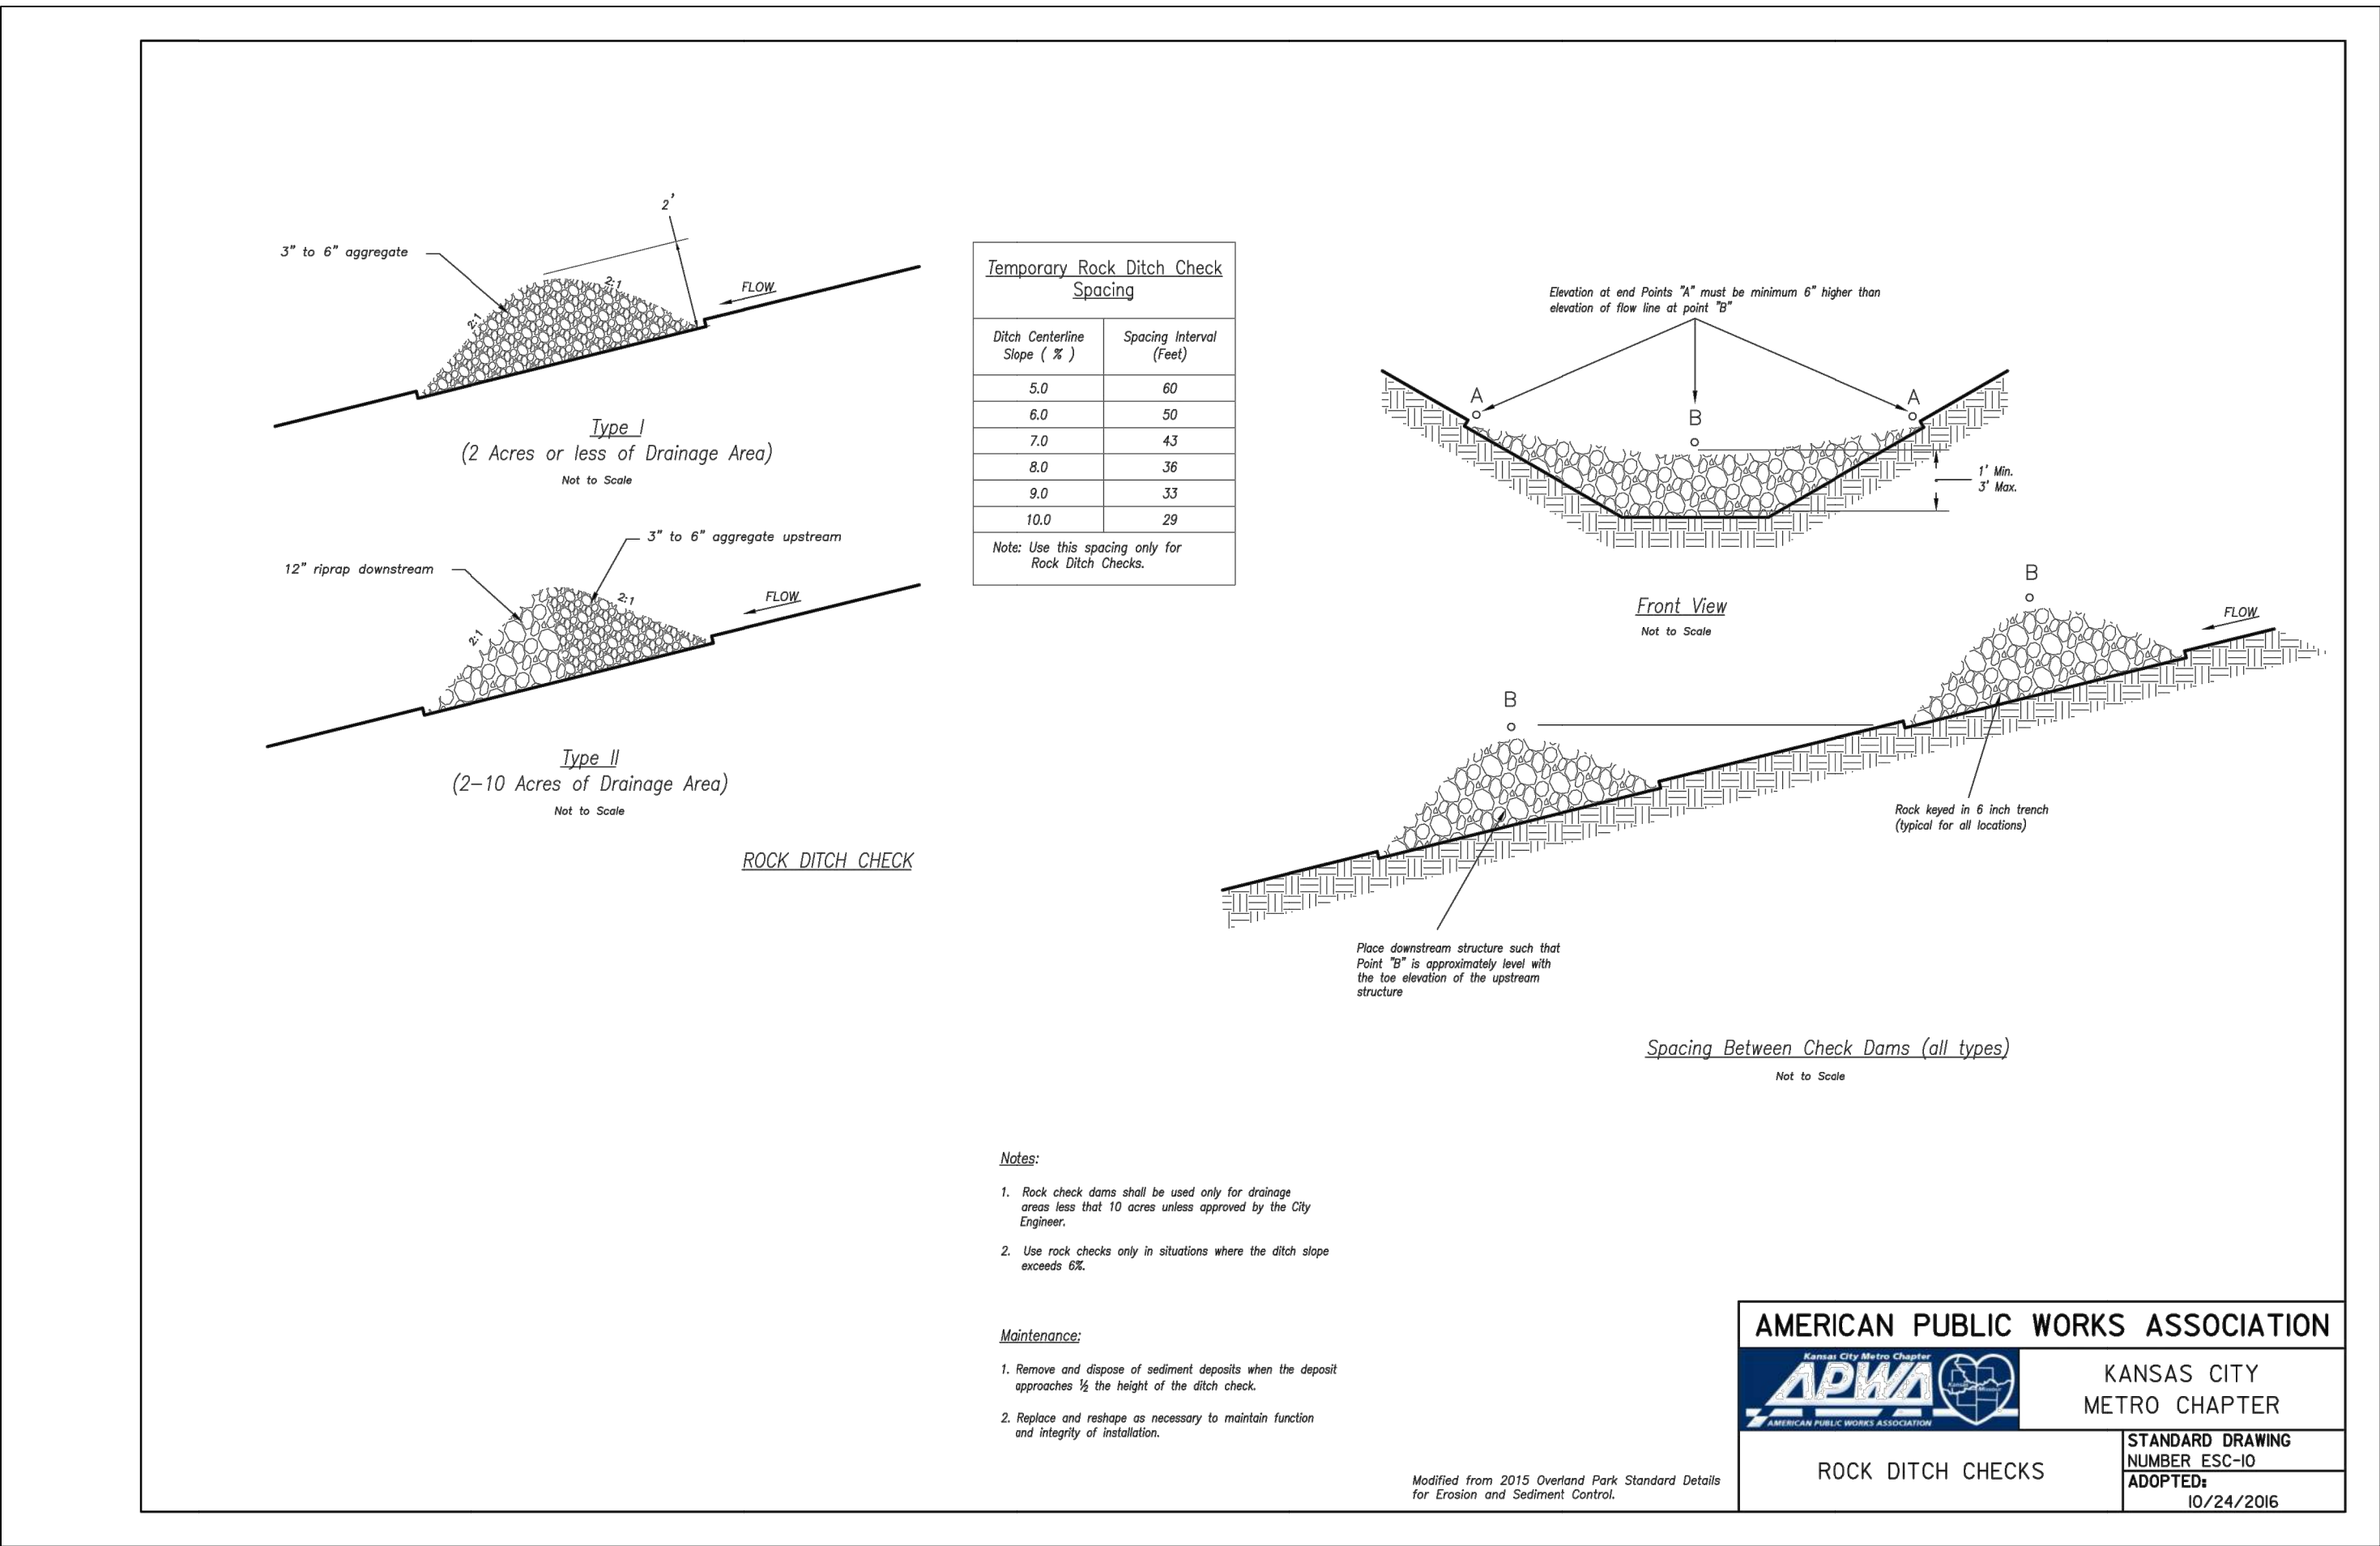 2'
3" to 6" aggregate
2:1
2:1
FLOW
Type I
(2 Acres or less of Drainage Area)
Not to Scale
3" to 6" aggregate upstream
12" riprap downstream
2:1
2:1
FLOW
Type II
(2-10 Acres of Drainage Area)
Not to Scale
ROCK DITCH CHECK
Temporary Rock Ditch Check
Spacing
Ditch Centerline
Slope ( % )
Spacing Interval
(Feet)
5.0 60
6.0 50
7.0 43
8.0 36
9.0 33
10.0 29
Note: Use this spacing only for
Rock Ditch Checks.
Elevation at end Points "A" must be minimum 6" higher than
elevation of flow line at point "B"
A
B
A
1' Min.
3' Max.
Front View
Not to Scale
B
FLOW
B
Rock keyed in 6 inch trench
(typical for all locations)
Place downstream structure such that
Point "B" is approximately level with
the toe elevation of the upstream
structure
Spacing Between Check Dams (all types)
Not to Scale
Notes:
1. Rock check dams shall be used only for drainage
areas less that 10 acres unless approved by the City
Engineer.
2. Use rock checks only in situations where the ditch slope
exceeds 6%.
Maintenance:
1. Remove and dispose of sediment deposits when the deposit
approaches ½ the height of the ditch check.
2. Replace and reshape as necessary to maintain function
and integrity of installation.
Modified from 2015 Overland Park Standard Details
for Erosion and Sediment Control.
AMERICAN PUBLIC WORKS ASSOCIATION
Kansas City Metro Chapter
APWA
Kansas Missouri
AMERICAN PUBLIC WORKS ASSOCIATION
KANSAS CITY
METRO CHAPTER
ROCK DITCH CHECKS
STANDARD DRAWING
NUMBER ESC-10
ADOPTED:
10/24/2016